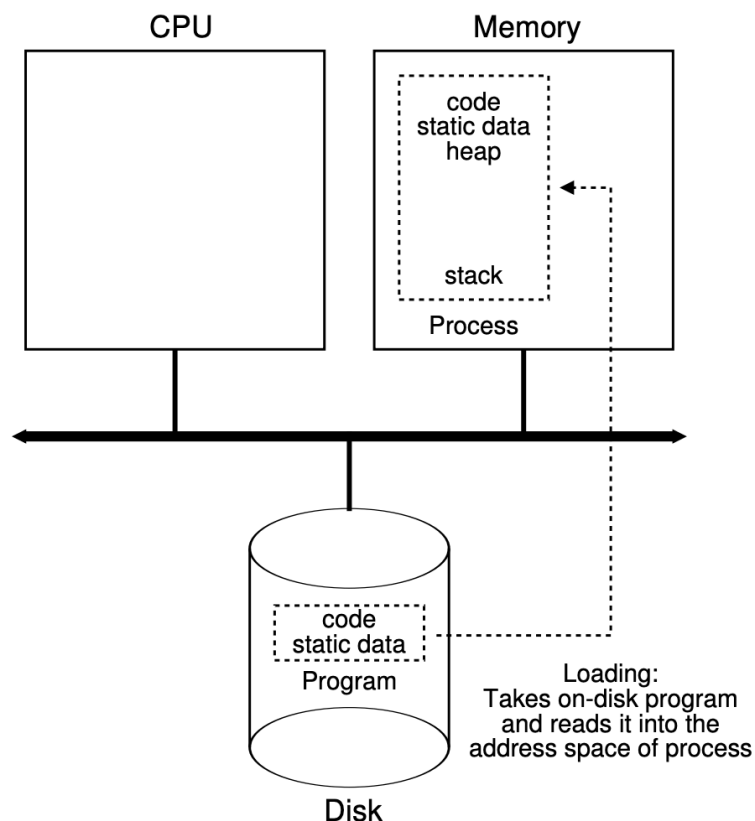 CPU
Memory
code
static data
heap
stack
Process
code
static data
Program
Loading:
Takes on-disk program
and reads it into the
address space of process
Disk